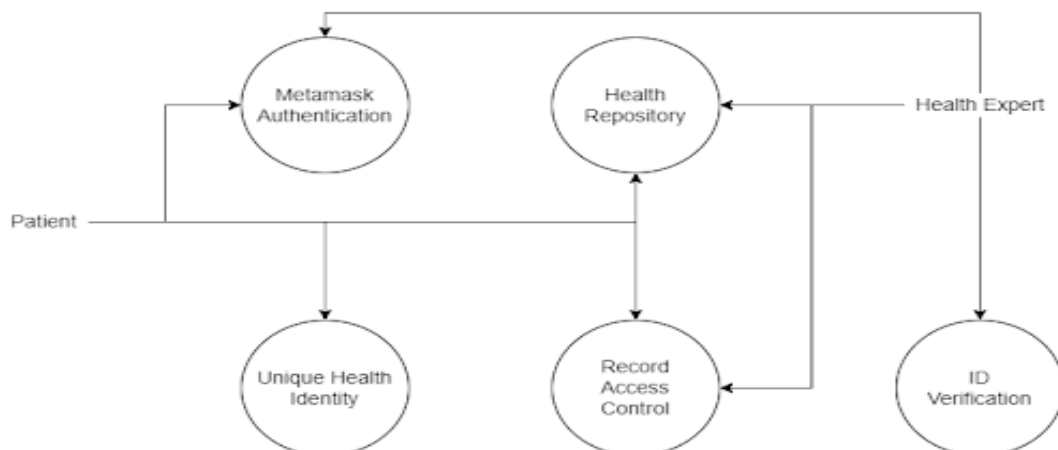 Metamask
Authentication
Health
Repository
Health Expert
Patient
Unique Health
Identity
Record
Access
Control
ID
Verification